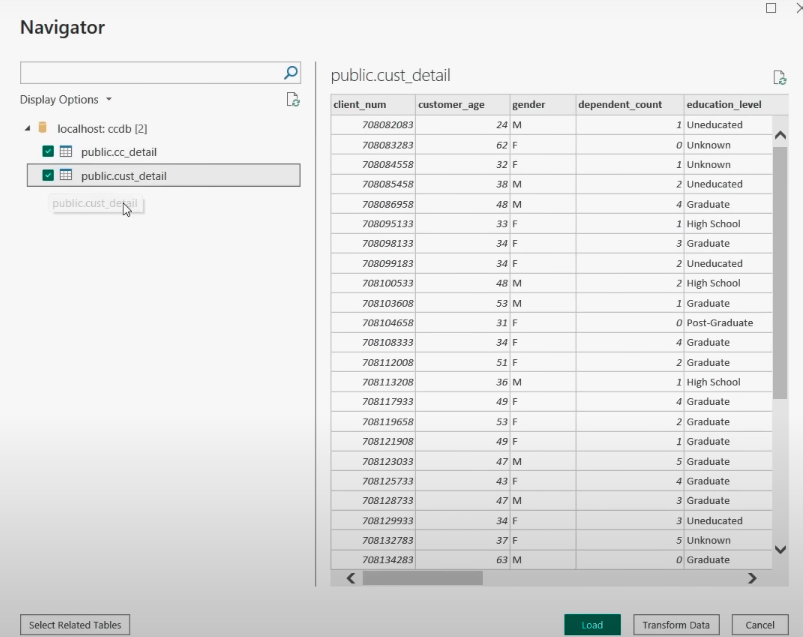 Navigator
Display Options
localhost: ccdb [2]
public.cc_detail
public.cust_detail
public.cust_detail
public.cust_detail
client_num customer_age gender dependent_count education_level
708082083 24 M 1 Uneducated
708083283 62 F 0 Unknown
708084558 32 F 1 Unknown
708085458 38 M 2 Uneducated
708086958 48 M 4 Graduate
708095133 33 F 1 High School
708098133 34 F 3 Graduate
708099183 34 F 2 Uneducated
708100533 48 M 2 High School
708103608 53 M 1 Graduate
708104658 31 F 0 Post-Graduate
708108333 34 F 4 Graduate
708112008 51 F 2 Graduate
708113208 36 M 1 High School
708117933 49 F 4 Graduate
708119658 53 F 2 Graduate
708121908 49 F 1 Graduate
708123033 47 M 5 Graduate
708125733 43 F 4 Graduate
708128733 47 M 3 Graduate
708129933 34 F 3 Uneducated
708132783 37 F 5 Unknown
708134283 63 M 0 Graduate
Select Related Tables Load Transform Data Cancel